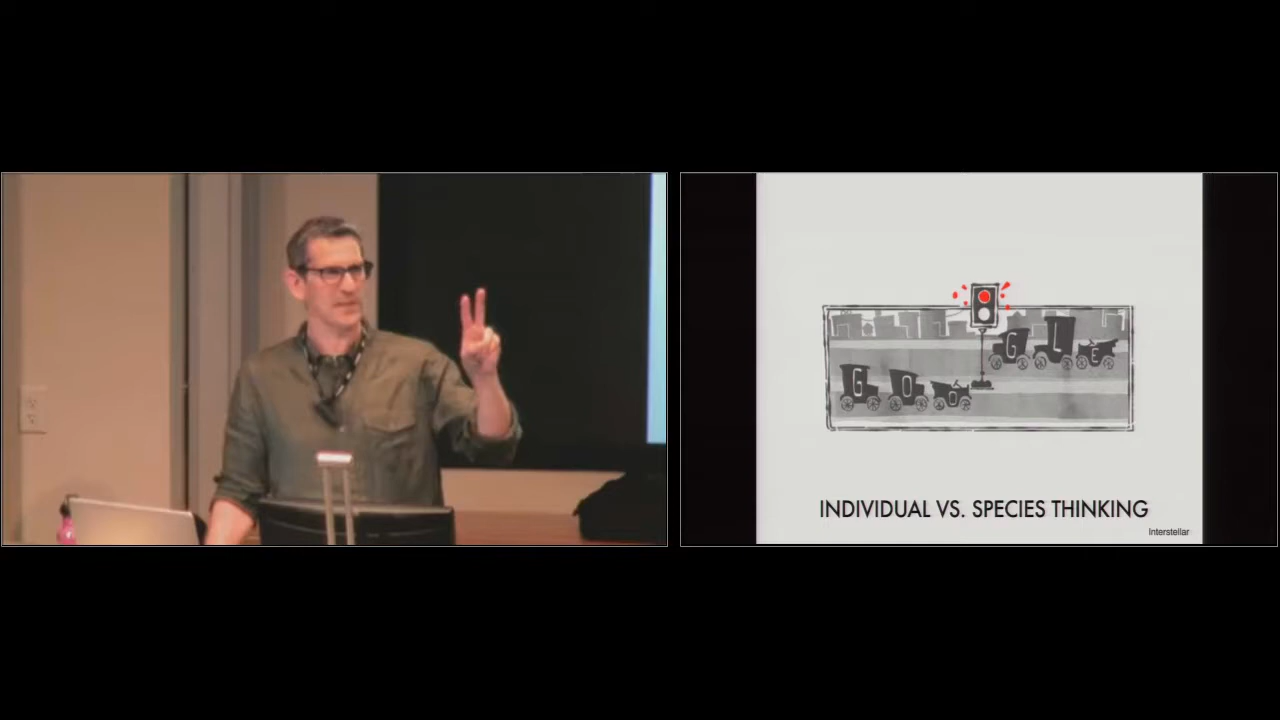 G L E
G O O
INDIVIDUAL VS. SPECIES THINKING
Interstellar